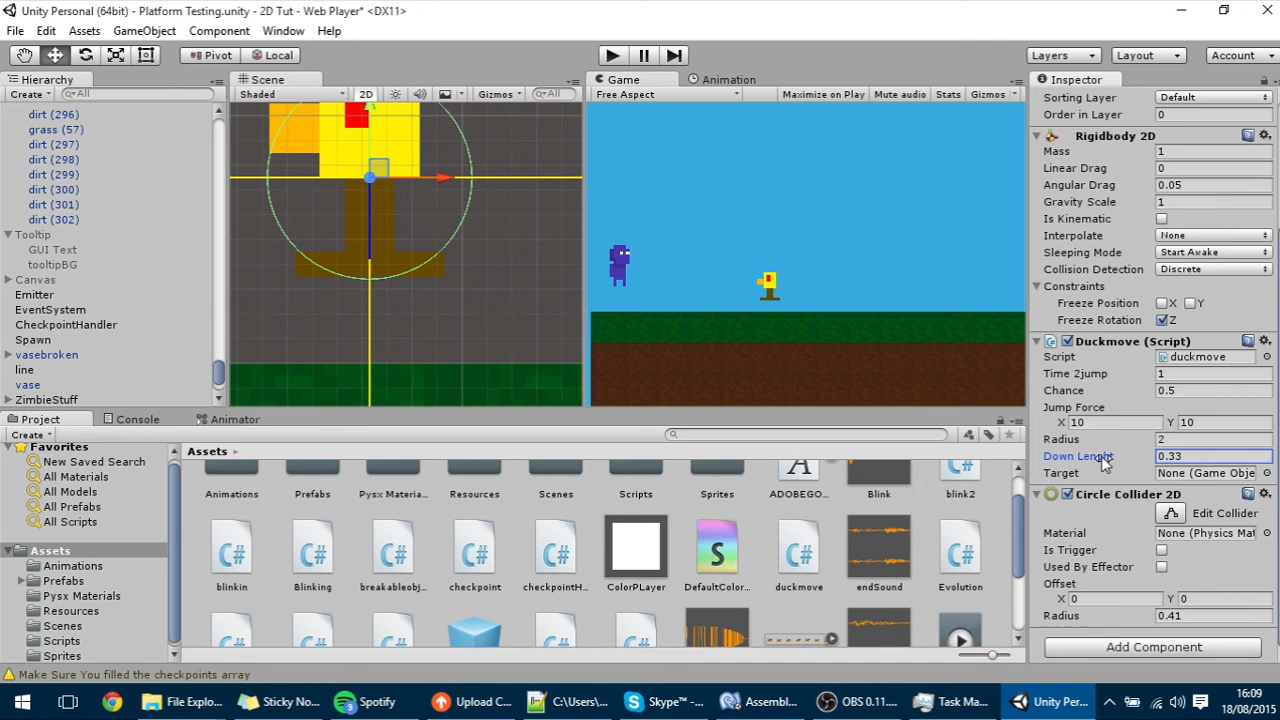 Unity Personal (64bit) - Platform Testing.unity - 2D Tut - Web Player* <DX11>
File Edit Assets GameObject Component Window Help
Pivot Local Layers Layout Account
Hierarchy
Create All
dirt (296)
grass (57)
dirt (297)
dirt (298)
dirt (299)
dirt (300)
dirt (301)
dirt (302)
Tooltip
GUI Text
tooltipBG
Canvas
Emitter
EventSystem
CheckpointHandler
Spawn
vasebroken
line
vase
ZimbieStuff
Scene
Shaded 2D Gizmos All
Game Animation
Free Aspect Maximize on Play Mute audio Stats Gizmos
Inspector
Sorting Layer Default
Order in Layer 0
Rigidbody 2D
Mass 1
Linear Drag 0
Angular Drag 0.05
Gravity Scale 1
Is Kinematic
Interpolate None
Sleeping Mode Start Awake
Collision Detection Discrete
Constraints
Freeze Position X Y
Freeze Rotation Z
Duckmove (Script)
Script duckmove
Time 2jump 1
Chance 0.5
Jump Force
X 10 Y 10
Radius 2
Down Lenght 0.33
Target None (Game Obje
Circle Collider 2D
Edit Collider
Material None (Physics Mat
Is Trigger
Used By Effector
Offset
X 0 Y 0
Radius 0.41
Add Component
Project Console Animator
Create
Favorites
New Saved Search
All Materials
All Models
All Prefabs
All Scripts
Assets
Animations
Prefabs
Pysx Materials
Resources
Scenes
Scripts
Sprites
Assets
Animations Prefabs Pysx Materia... Resources Scenes Scripts Sprites ADOBEGO... Blink blink2
blinkin Blinking breakableobj... checkpoint checkpointH... ColorPLayer DefaultColor... duckmove endSound Evolution
Make Sure You filled the checkpoints array
File Explo... Sticky No... Spotify Upload C... C:\Users\... Skype™ -... Assembl... OBS 0.11.... Task Ma... Unity Per...
16:09
18/08/2015